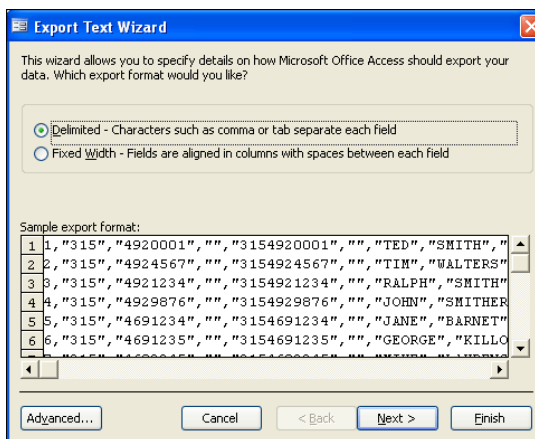 Export Text Wizard
This wizard allows you to specify details on how Microsoft Office Access should export your
data. Which export format would you like?
Delimited - Characters such as comma or tab separate each field
Fixed Width - Fields are aligned in columns with spaces between each field
Sample export format:
1 1,"315","4920001","","3154920001","","TED","SMITH","
2 2,"315","4924567","","3154924567","","TIM","WALTERS"
3 3,"315","4921234","","3154921234","","RALPH","SMITH"
4 4,"315","4929876","","3154929876","","JOHN","SMITHER
5 5,"315","4691234","","3154691234","","JANE","BARNET"
6 6,"315","4691235","","3154691235","","GEORGE","KILLO
Advanced... Cancel < Back Next > Finish